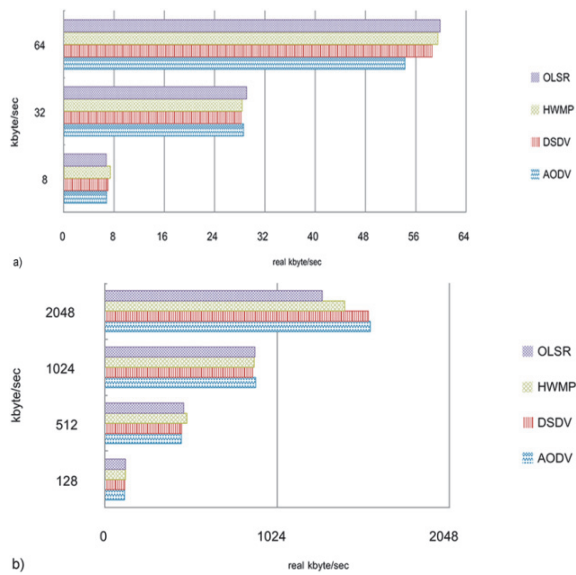 kbyte/sec
64
32
8
OLSR
HWMP
DSDV
AODV
0 8 16 24 32 40 48 56 64
a)
real kbyte/sec
kbyte/sec
2048
1024
512
128
OLSR
HWMP
DSDV
AODV
0 1024 2048
b)
real kbyte/sec